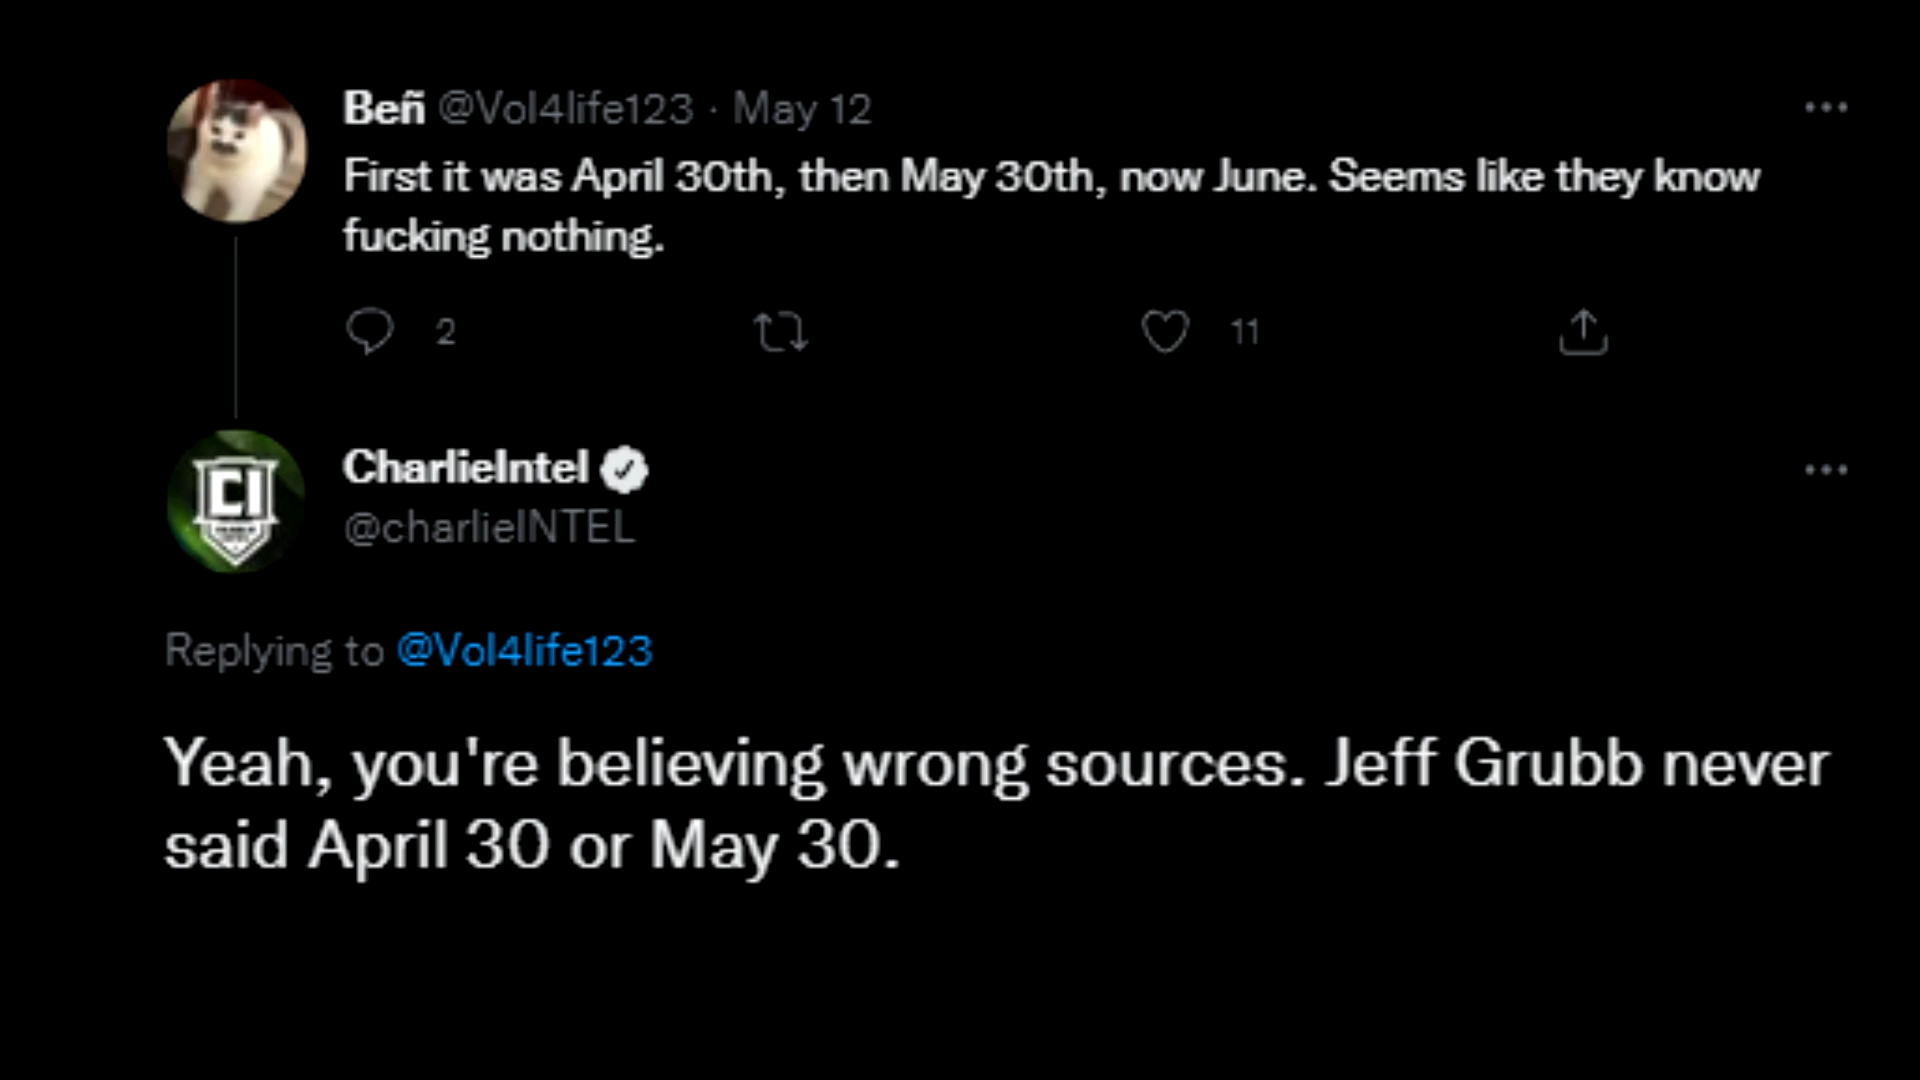 Beñ @Vol4life123 · May 12
First it was April 30th, then May 30th, now June. Seems like they know
fucking nothing.
2 11
CI
CharlieIntel
@charlieINTEL
Replying to @Vol4life123
Yeah, you're believing wrong sources. Jeff Grubb never
said April 30 or May 30.